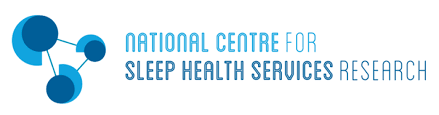 NATIONAL CENTRE FOR
SLEEP HEALTH SERVICES RESEARCH